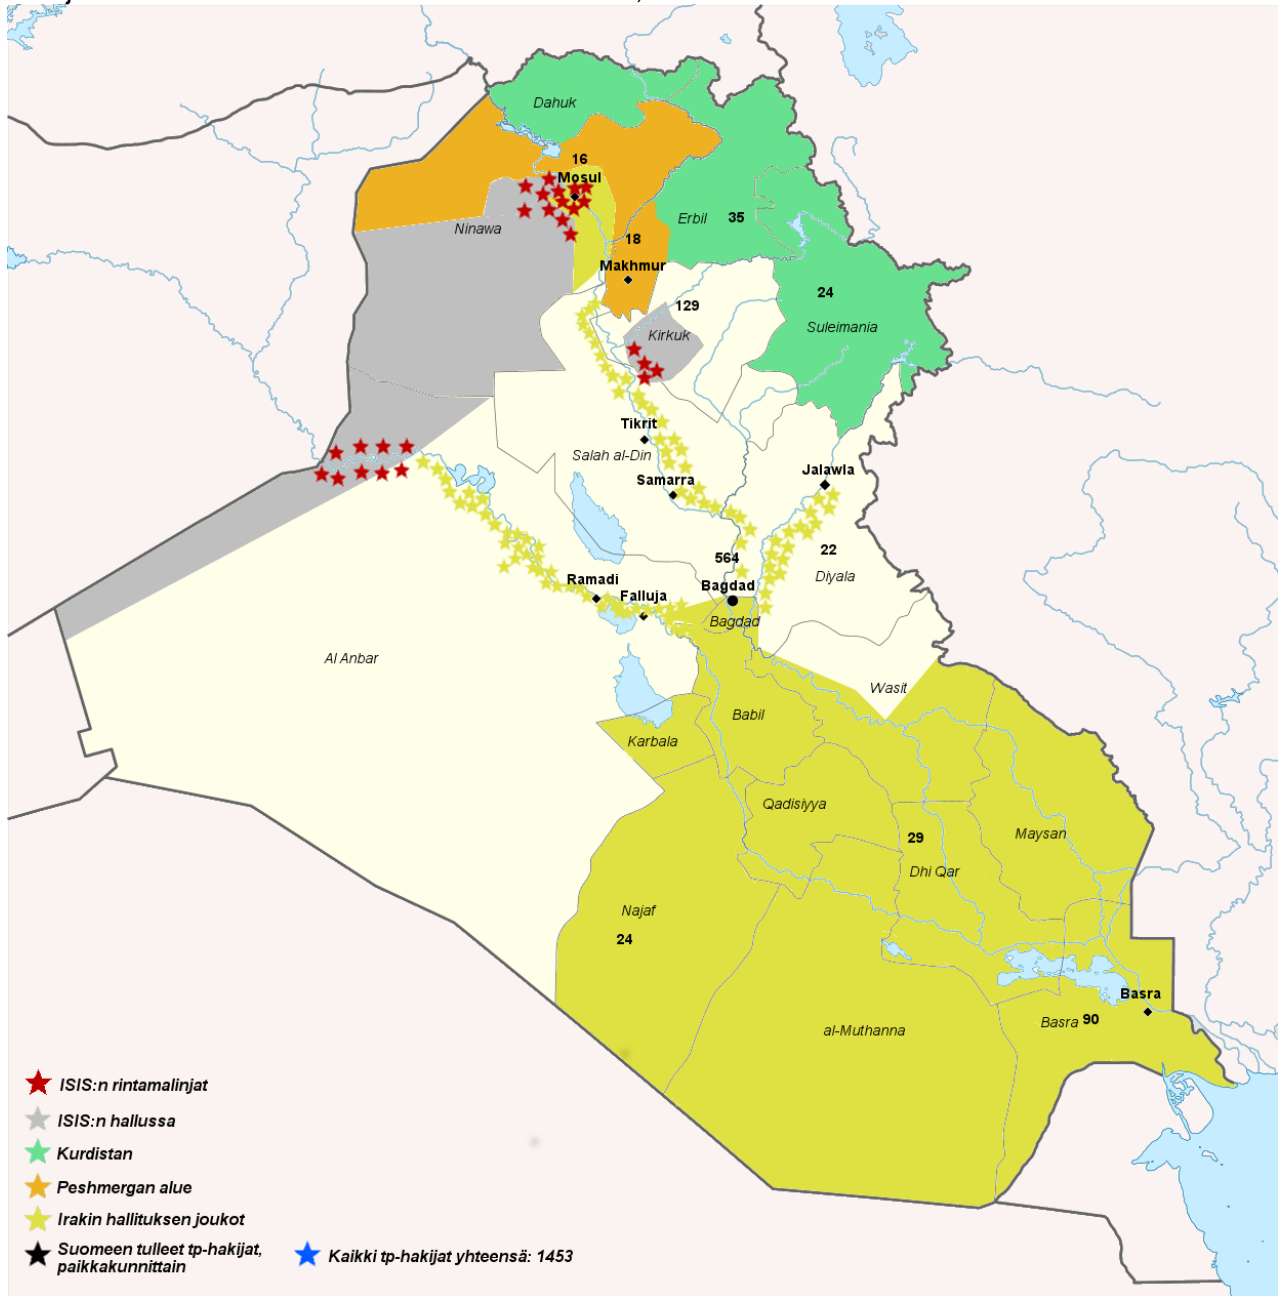 Dahuk
16
Mosul
Ninawa
Erbil
35
18
Makhmur
24
129
Suleimania
Kirkuk
Tikrit
Salah al-Din
Jalawla
Samarra
22
564
Diyala
Ramadi
Bagdad
Falluja
Bagdad
Al Anbar
Wasit
Babil
Karbala
Qadisiyya
29
Maysan
Dhi Qar
Najaf
24
Basra
Basra 90
al-Muthanna
ISIS:n rintamalinjat
ISIS:n hallussa
Kurdistan
Peshmergan alue
Irakin hallituksen joukot
Suomeen tulleet tp-hakijat,
paikkakunnittain
Kaikki tp-hakijat yhteensä: 1453